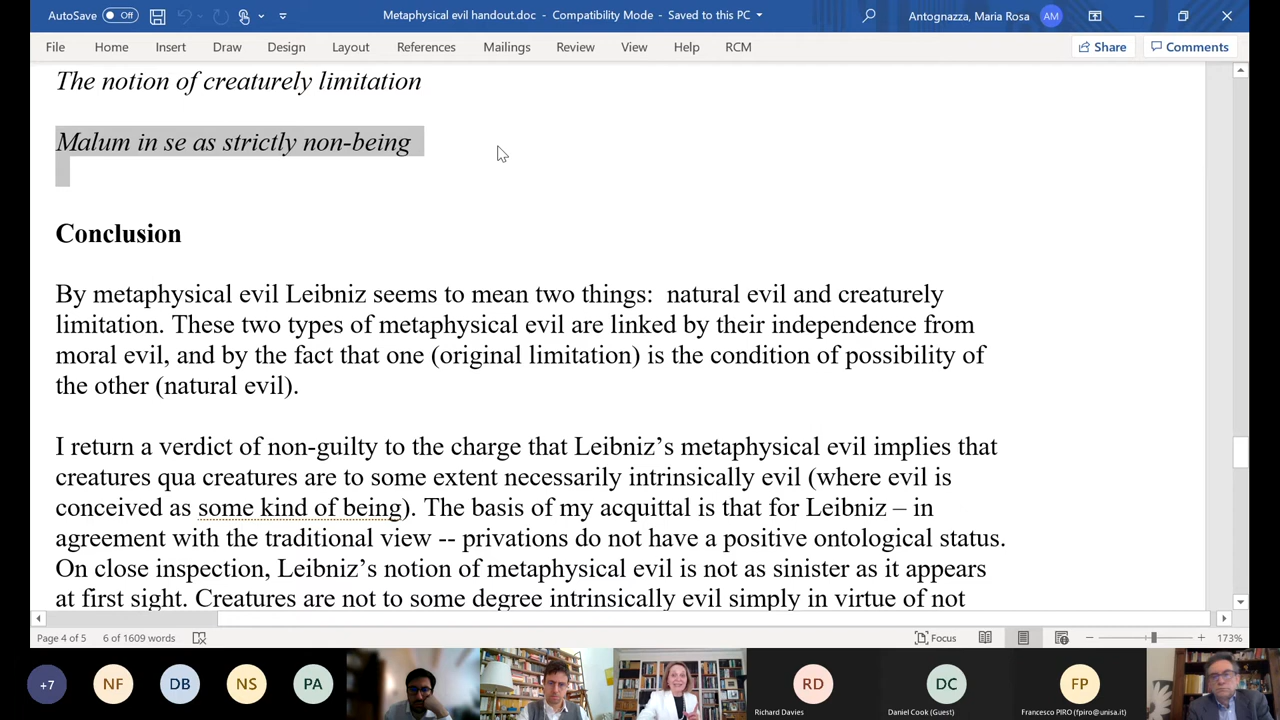 AutoSave Off Metaphysical evil handout.doc - Compatibility Mode - Saved to this PC Antognazza, Maria Rosa AM
File Home Insert Draw Design Layout References Mailings Review View Help RCM Share Comments
The notion of creaturely limitation
Malum in se as strictly non-being
Conclusion
By metaphysical evil Leibniz seems to mean two things:  natural evil and creaturely
limitation. These two types of metaphysical evil are linked by their independence from
moral evil, and by the fact that one (original limitation) is the condition of possibility of
the other (natural evil).
I return a verdict of non-guilty to the charge that Leibniz's metaphysical evil implies that
creatures qua creatures are to some extent necessarily intrinsically evil (where evil is
conceived as some kind of being). The basis of my acquittal is that for Leibniz – in
agreement with the traditional view -- privations do not have a positive ontological status.
On close inspection, Leibniz's notion of metaphysical evil is not as sinister as it appears
at first sight. Creatures are not to some degree intrinsically evil simply in virtue of not
Page 4 of 5 6 of 1609 words Focus 173%
+7 NF DB NS PA RD DC FP
Richard Davies Daniel Cook (Guest) Francesco PIRO (fpiro@unisa.it)